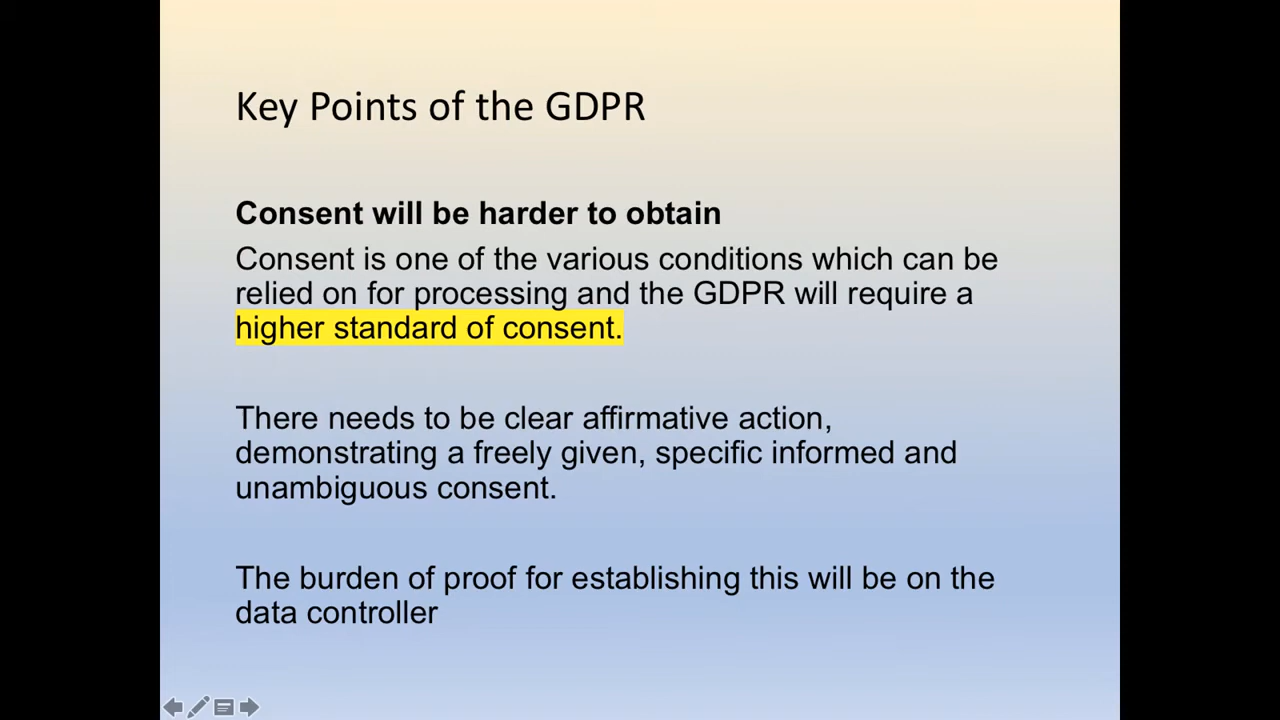 Key Points of the GDPR
Consent will be harder to obtain
Consent is one of the various conditions which can be
relied on for processing and the GDPR will require a
higher standard of consent.
There needs to be clear affirmative action,
demonstrating a freely given, specific informed and
unambiguous consent.
The burden of proof for establishing this will be on the
data controller